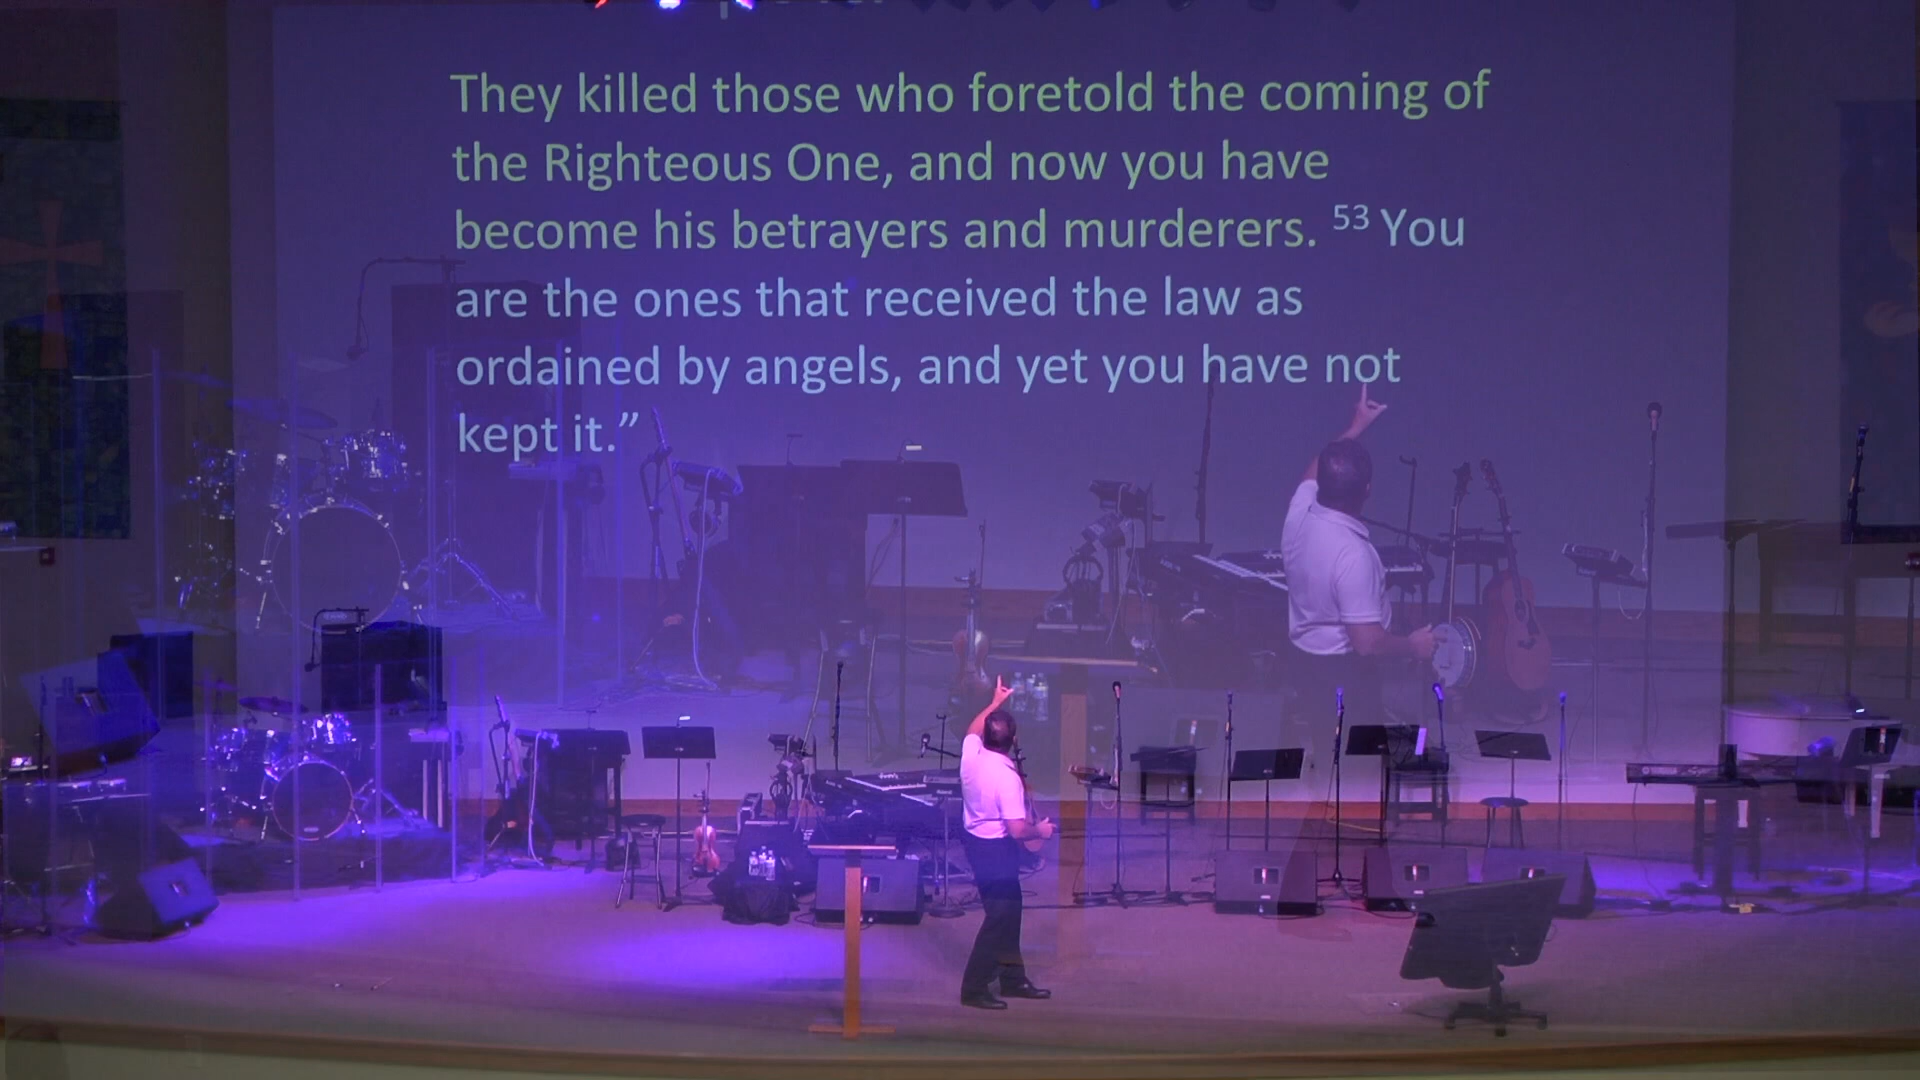 They killed those who foretold the coming of
the Righteous One, and now you have
become his betrayers and murderers. 53 You
are the ones that received the law as
ordained by angels, and yet you have not
kept it.”